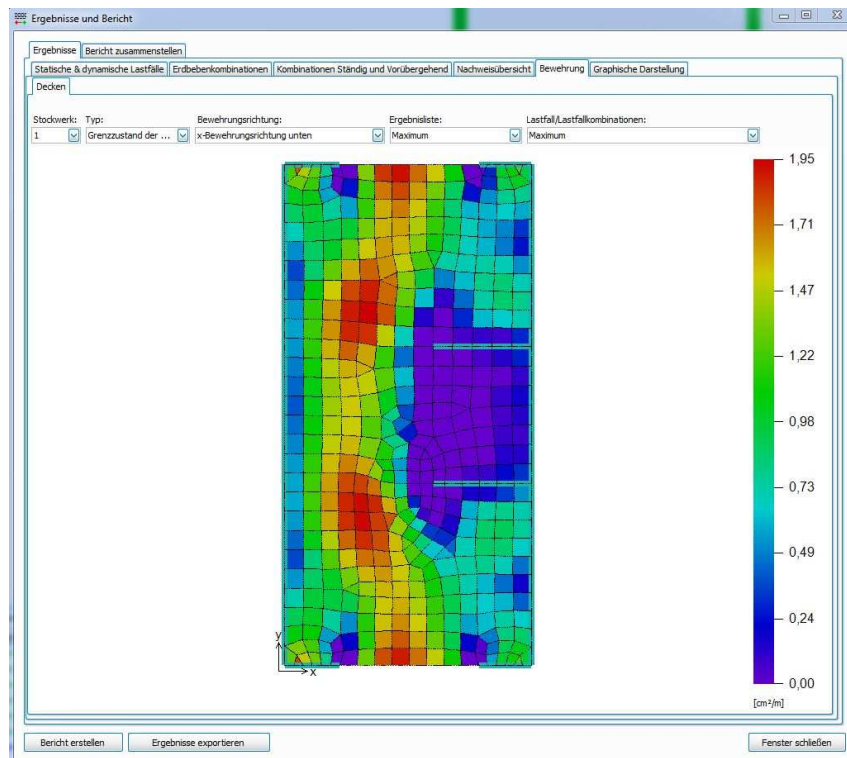 Ergebnisse und Bericht
Ergebnisse Bericht zusammenstellen
Statische & dynamische Lastfälle Erdbebenkombinationen Kombinationen Ständig und Vorübergehend Nachweisübersicht Bewehrung Graphische Darstellung
Decken
Stockwerk: Typ: Bewehrungsrichtung: Ergebnisliste: Lastfall/Lastfallkombinationen:
1 Grenzzustand der ... x-Bewehrungsrichtung unten Maximum Maximum
1,95
1,71
1,47
1,22
0,98
0,73
0,49
0,24
0,00
[cm²/m]
y
x
Bericht erstellen Ergebnisse exportieren Fenster schließen